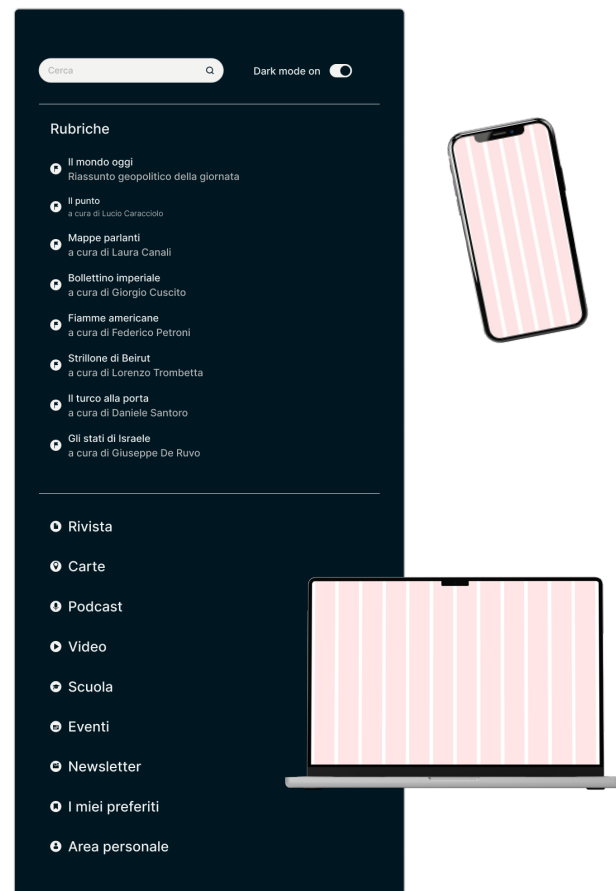 Cerca
Dark mode on
Rubriche
Il mondo oggi
Riassunto geopolitico della giornata
Il punto
a cura di Lucio Caracciolo
Mappe parlanti
a cura di Laura Canali
Bollettino imperiale
a cura di Giorgio Cuscito
Fiamme americane
a cura di Federico Petroni
Strillone di Beirut
a cura di Lorenzo Trombetta
Il turco alla porta
a cura di Daniele Santoro
Gli stati di Israele
a cura di Giuseppe De Ruvo
Rivista
Carte
Podcast
Video
Scuola
Eventi
Newsletter
I miei preferiti
Area personale